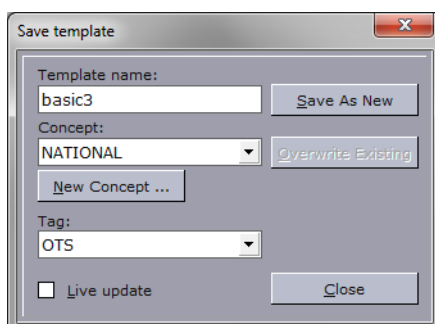 Save template
Template name:
basic3
Save As New
Concept:
NATIONAL
Overwrite Existing
New Concept ...
Tag:
OTS
Live update
Close